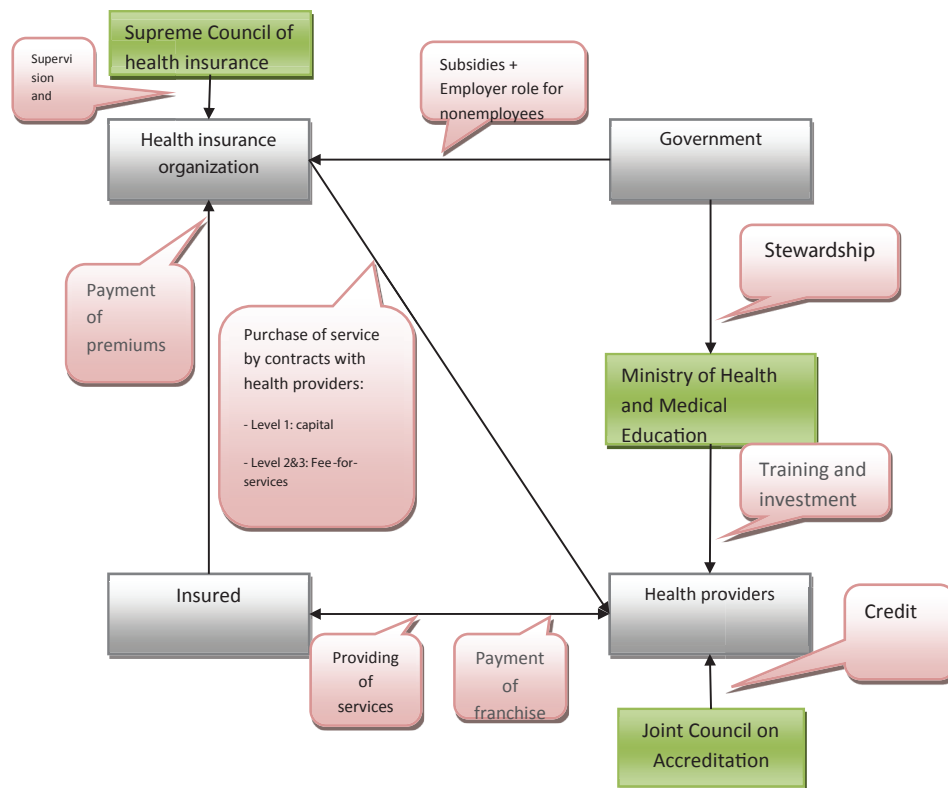 Supreme Council of
health insurance
Supervi
sion
and
Subsidies +
Employer role for
nonemployees
Health insurance
organization
Government
Stewardship
Payment
of
premiums
Purchase of service
by contracts with
health providers:
- Level 1: capital
- Level 2&3: Fee-for-
services
Ministry of Health
and Medical
Education
Training and
investment
Insured
Health providers
Credit
Providing
of
services
Payment
of
franchise
Joint Council on
Accreditation